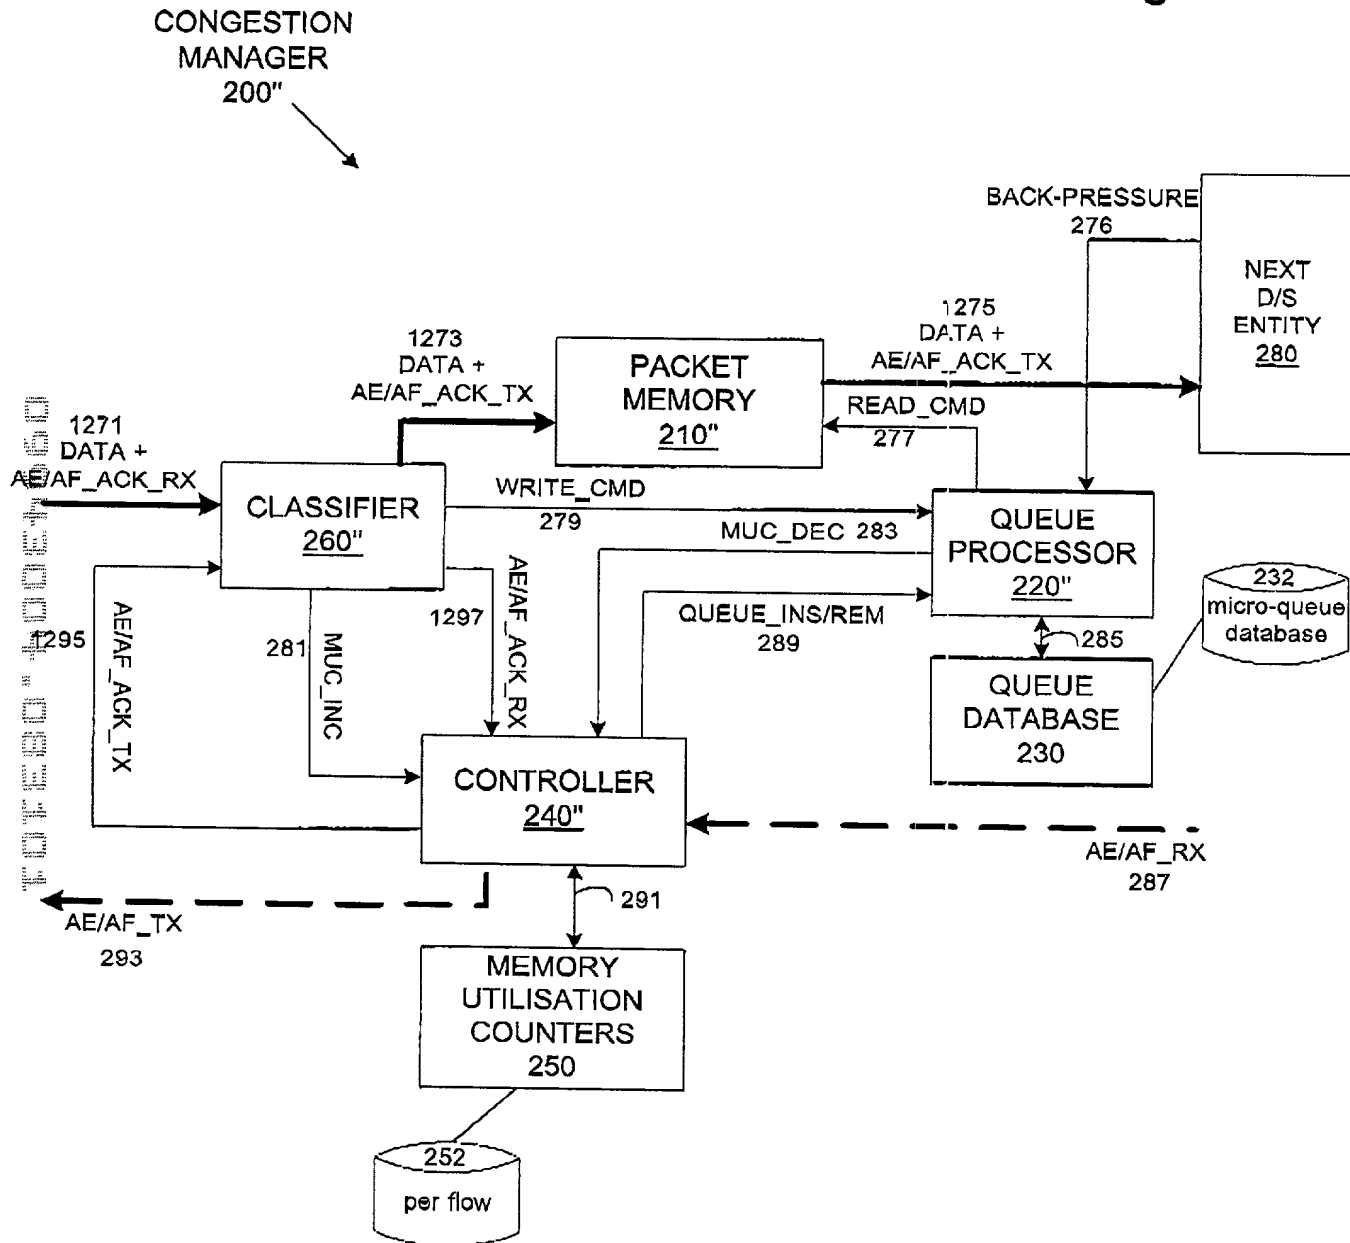 CONGESTION
MANAGER
200"
BACK-PRESSURE
276
NEXT
D/S
ENTITY
280
1275
DATA +
AE/AF_ACK_TX
1273
DATA +
AE/AF_ACK_TX
PACKET
MEMORY
210"
READ_CMD
277
1271
DATA +
AE/AF_ACK_RX
CLASSIFIER
260"
WRITE_CMD
279
MUC_DEC 283
QUEUE
PROCESSOR
220"
232
micro-queue
database
1295
AE/AF_ACK_TX
281
MUC_INC
1297
AE/AF_ACK_RX
QUEUE_INS/REM
289
285
QUEUE
DATABASE
230
CONTROLLER
240"
AE/AF_RX
287
AE/AF_TX
293
291
MEMORY
UTILISATION
COUNTERS
250
252
per flow